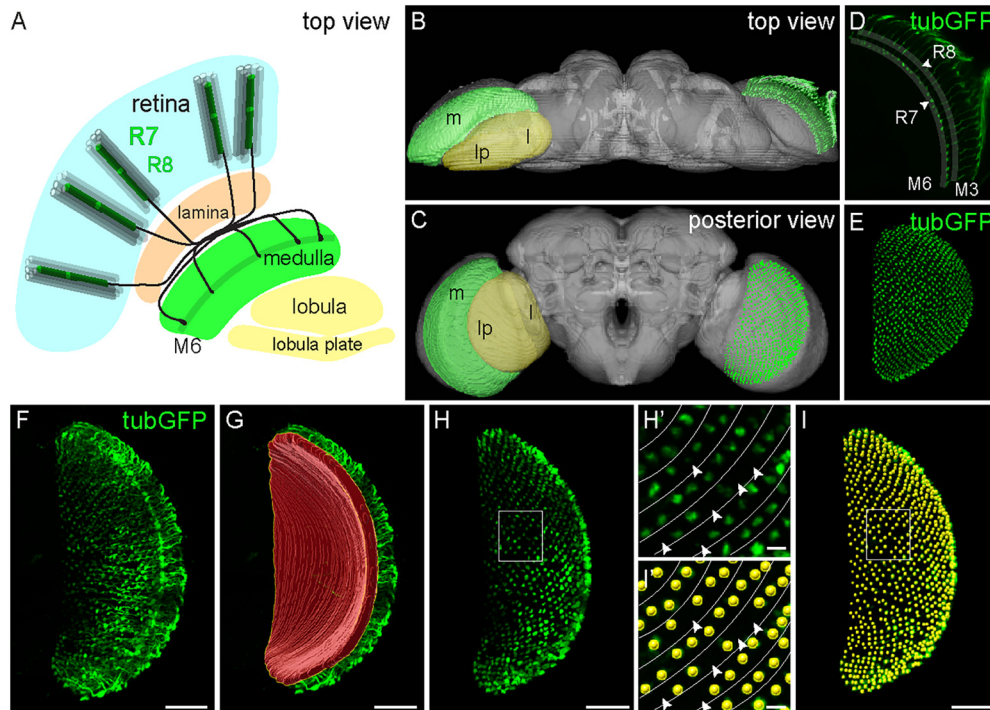 A
top view
retina
R7
R8
lamina
medulla
lobula
lobula plate
M6
B
top view
m
lp
l
C
posterior view
m
lp
l
D
tubGFP
R8
R7
M6
M3
tubGFP
E
F
tubGFP
G
H
H'
I'
I